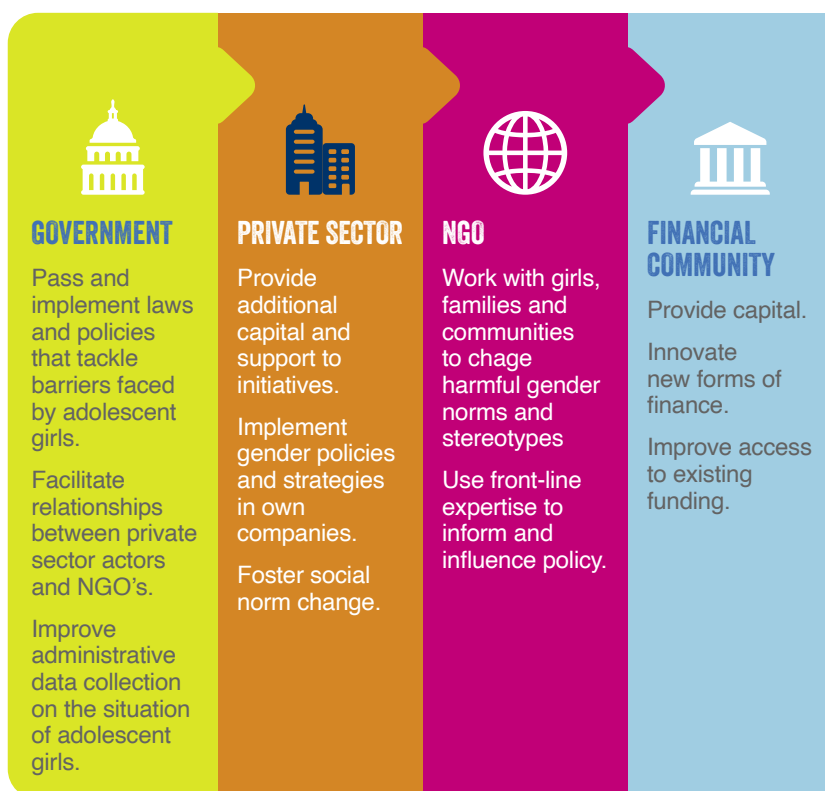 GOVERNMENT
Pass and
implement laws
and policies
that tackle
barriers faced
by adolescent
girls.
Facilitate
relationships
between private
sector actors
and NGO’s.
Improve
administrative
data collection
on the situation
of adolescent
girls.
PRIVATE SECTOR
Provide
additional
capital and
support to
initiatives.
Implement
gender policies
and strategies
in own
companies.
Foster social
norm change.
NGO
Work with girls,
families and
communities
to chage
harmful gender
norms and
stereotypes
Use front-line
expertise to
inform and
influence policy.
FINANCIAL
COMMUNITY
Provide capital.
Innovate
new forms of
finance.
Improve access
to existing
funding.